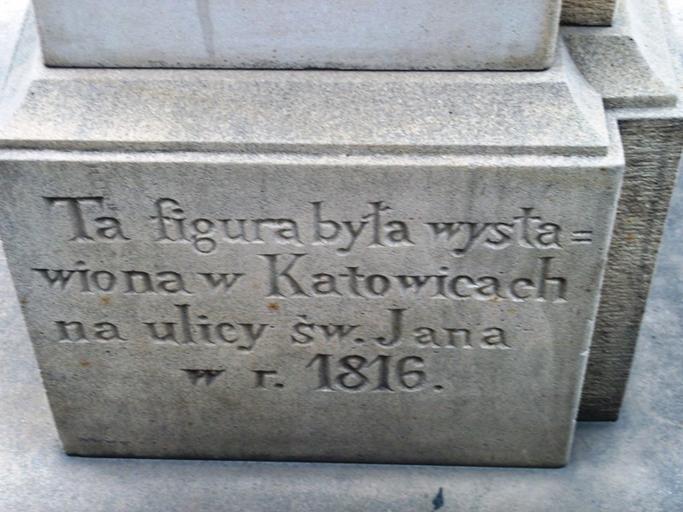 Ta figura była wysta=
wiona w Katowicach
na ulicy św. Jana
w r. 1816.